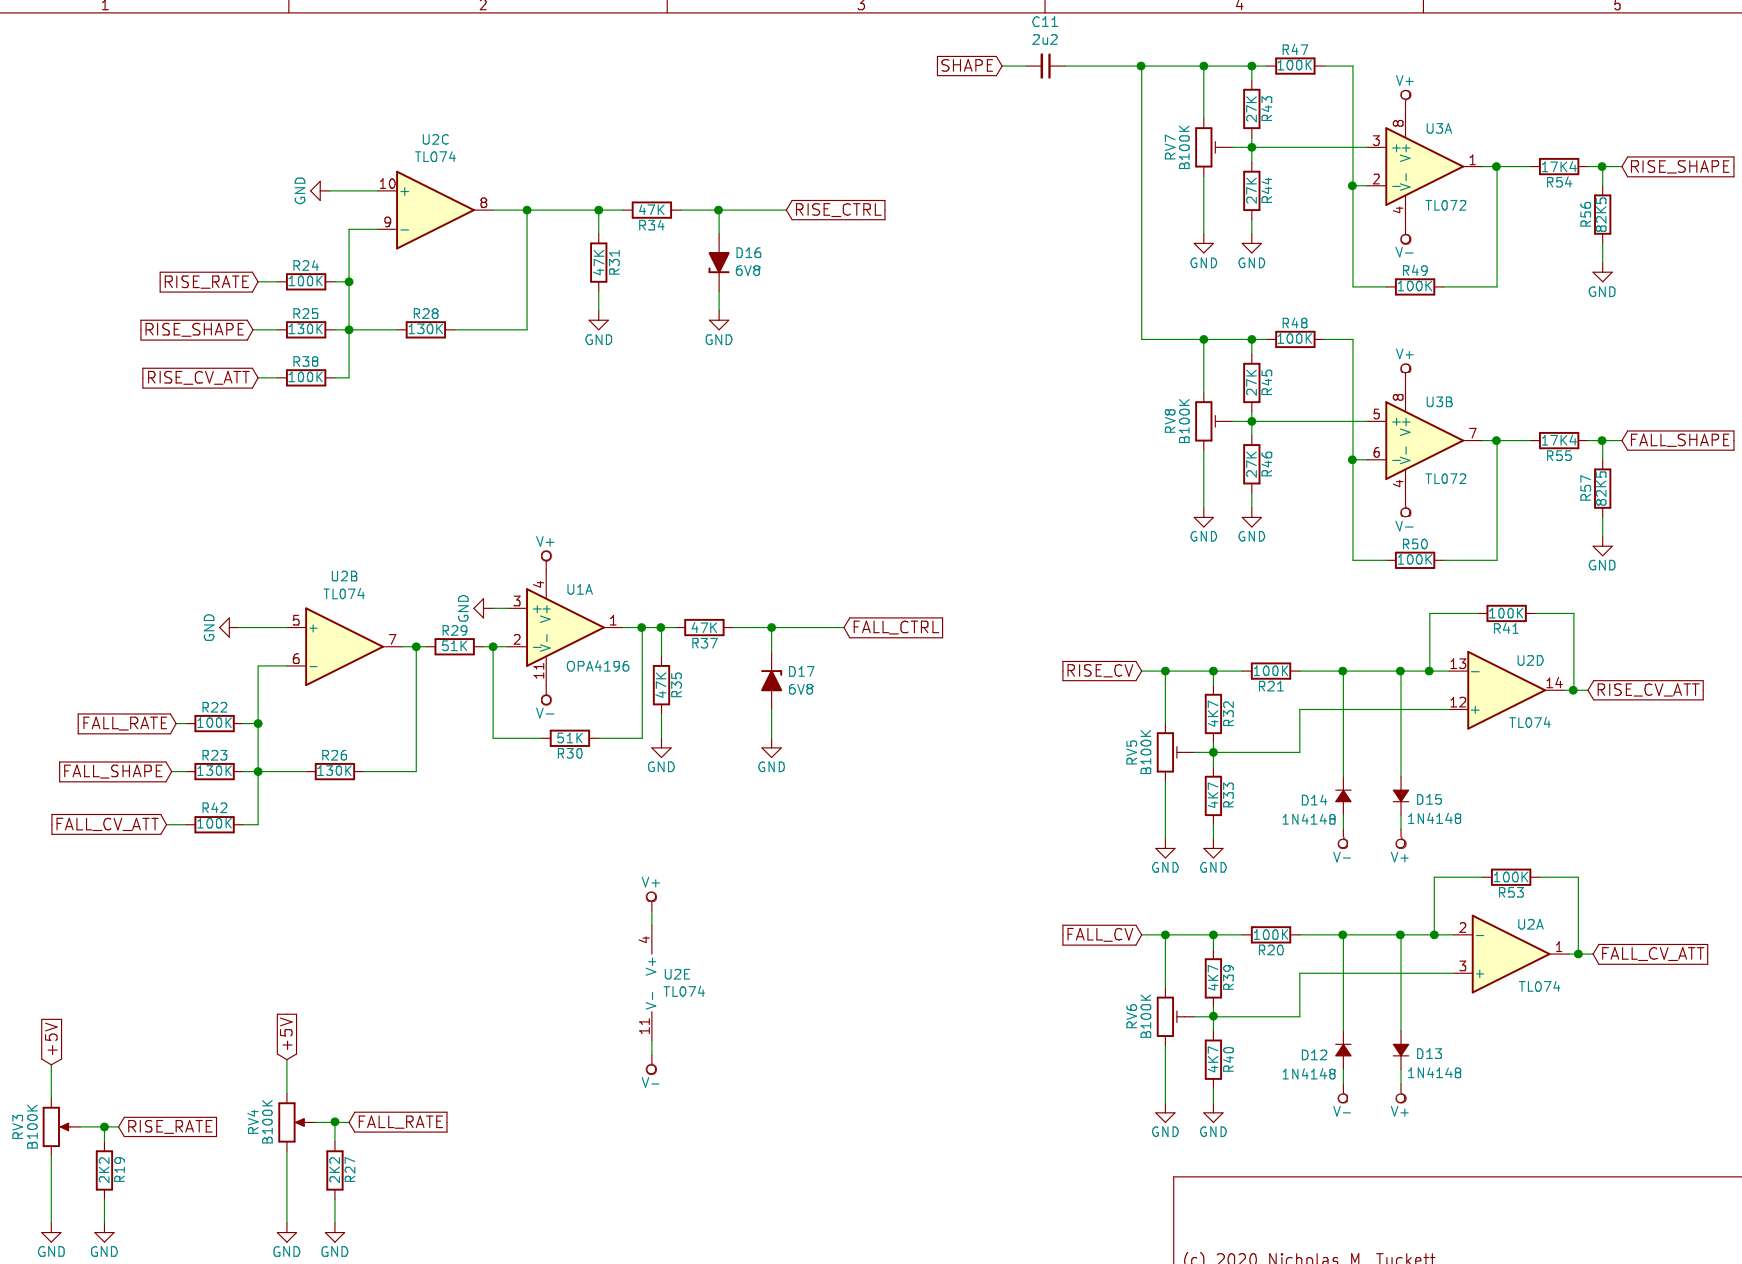 1
2
3
4
5
C11
2u2
SHAPE
R47
100K
V+
8
27K
R43
RV7
B100K
3
++
V+
2
V-
4
V-
U3A
TL072
1
17K4
R54
RISE_SHAPE
R56
82K5
GND
27K
R44
GND
GND
R49
100K
U2C
TL074
GND
10
+
9
-
8
47K
R34
RISE_CTRL
47K
R31
GND
D16
6V8
GND
RISE_RATE
R24
100K
RISE_SHAPE
R25
130K
R28
130K
RISE_CV_ATT
R38
100K
R48
100K
V+
8
27K
R45
RV8
B100K
5
++
V+
6
V-
4
V-
U3B
TL072
7
17K4
R55
FALL_SHAPE
R57
82K5
GND
27K
R46
GND
GND
R50
100K
U2B
TL074
GND
5
+
6
-
7
R29
51K
V+
4
GND
3
++
V+
2
V-
11
V-
U1A
OPA4196
1
47K
R37
FALL_CTRL
47K
R35
GND
D17
6V8
GND
51K
R30
FALL_RATE
R22
100K
FALL_SHAPE
R23
130K
R26
130K
FALL_CV_ATT
R42
100K
100K
R41
RISE_CV
100K
R21
13
-
12
+
U2D
TL074
14
RISE_CV_ATT
4K7
R32
RV5
B100K
4K7
R33
GND
GND
D14
1N4148
V-
D15
1N4148
V+
100K
R53
FALL_CV
100K
R20
2
-
3
+
U2A
TL074
1
FALL_CV_ATT
4K7
R39
RV6
B100K
4K7
R40
GND
GND
D12
1N4148
V-
D13
1N4148
V+
V+
4
V+
U2E
TL074
V-
11
V-
+5V
RV3
B100K
RISE_RATE
2K2
R19
GND
GND
+5V
RV4
B100K
FALL_RATE
2K2
R27
GND
GND
(c) 2020 Nicholas M. Tuckett